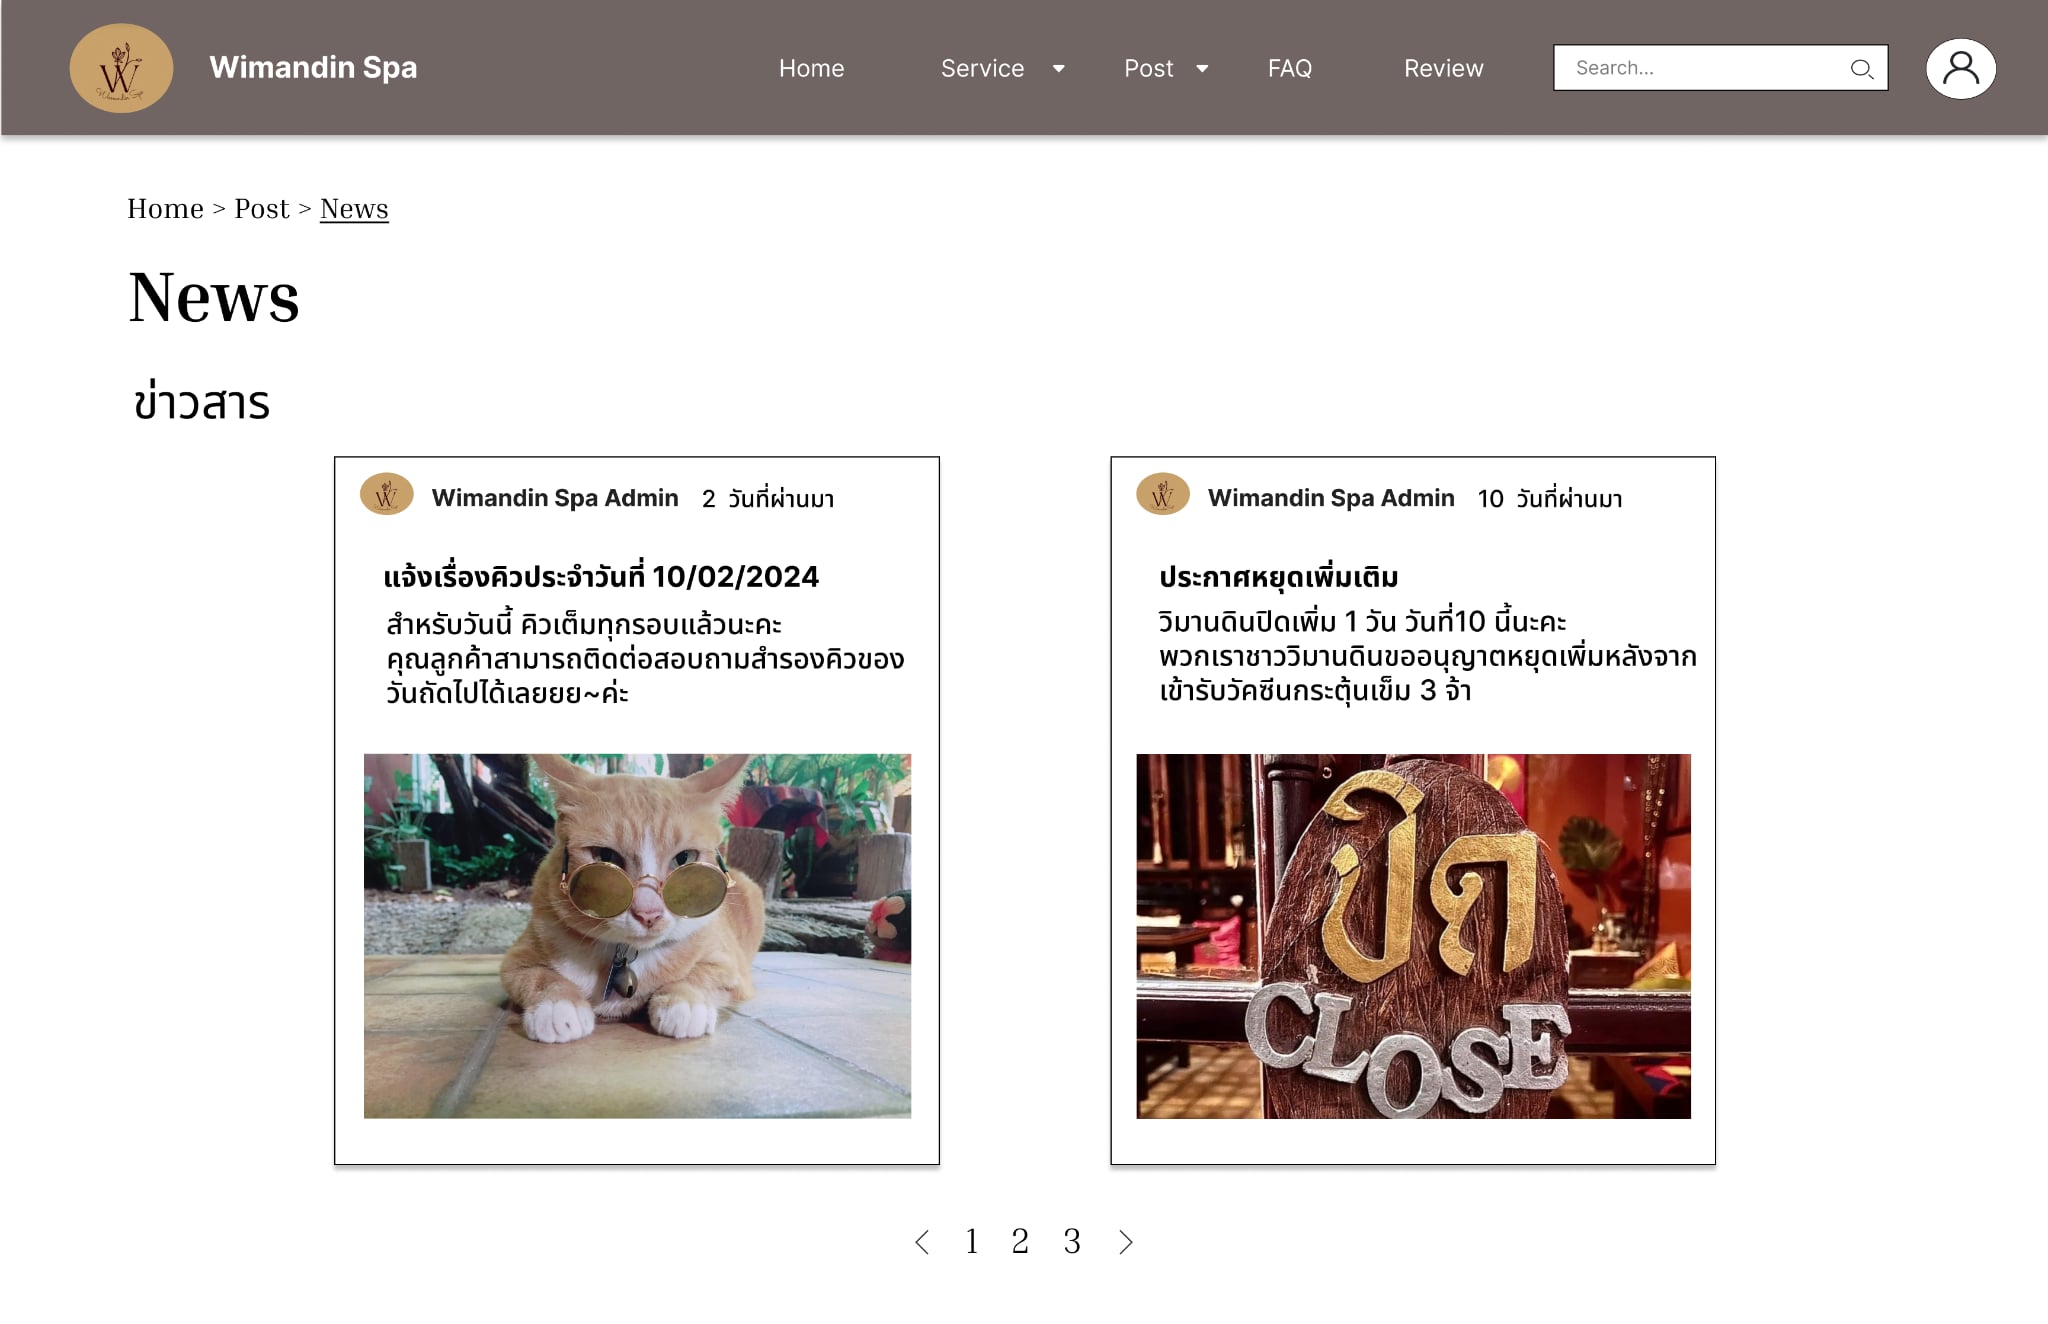 Wimandin Spa
Home
Service
Post
FAQ
Review
Search...
Home > Post > News
News
ข่าวสาร
Wimandin Spa Admin 2 วันที่ผ่านมา
แจ้งเรื่องคิวประจำวันที่ 10/02/2024
สำหรับวันนี้ คิวเต็มทุกรอบแล้วนะคะ
คุณลูกค้าสามารถติดต่อสอบถามสำรองคิวของ
วันถัดไปได้เลยยย~ค่ะ
Wimandin Spa Admin 10 วันที่ผ่านมา
ประกาศหยุดเพิ่มเติม
วิมานดินปิดเพิ่ม 1 วัน วันที่10 นี้นะคะ
พวกเราชาววิมานดินขออนุญาตหยุดเพิ่มหลังจาก
เข้ารับวัคซีนกระตุ้นเข็ม 3 จ้า
ปิด
CLOSE
1 2 3